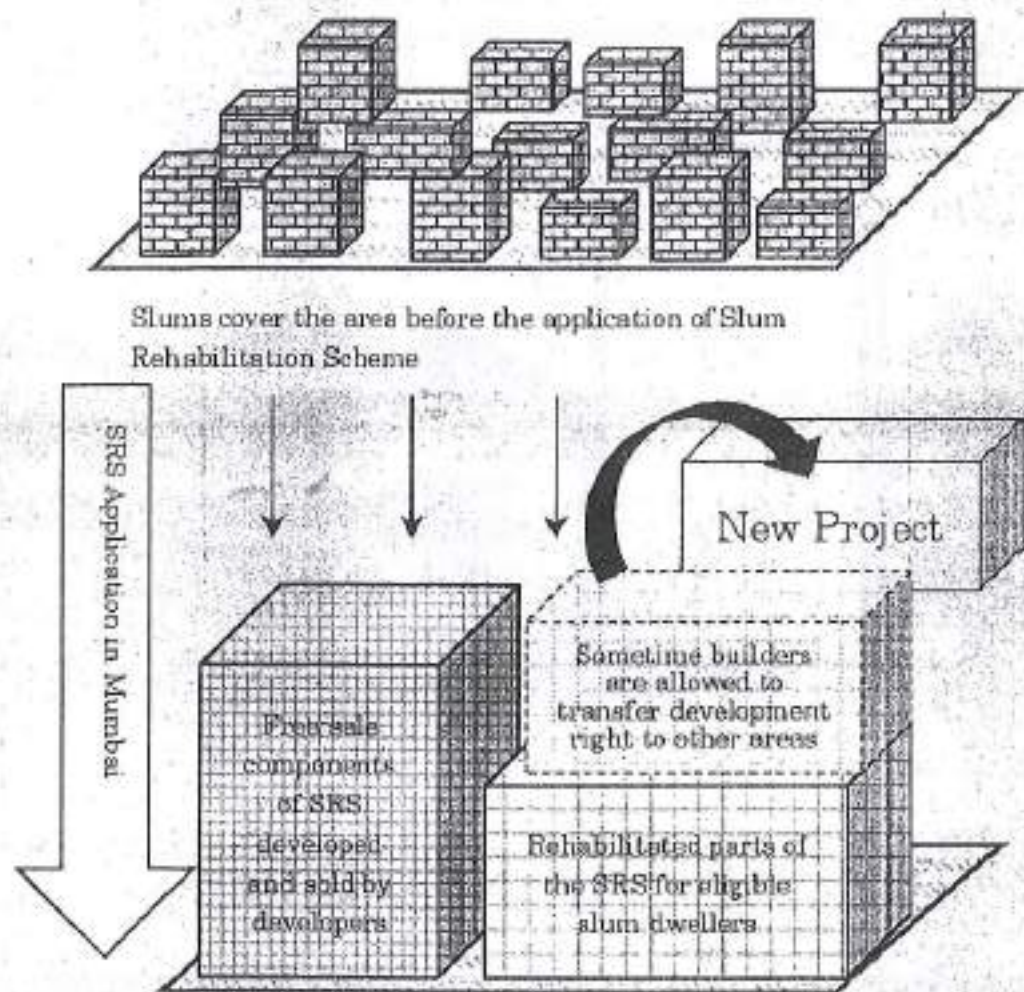 Slums cover the area before the application of Slum
Rehabilitation Scheme
SRS Application in Mumbai
New Project
Sometime builders
are allowed to
transfer development
right to other areas
Free sale
components
of SRS
developed
and sold by
developers
Rehabilitated parts of
the SRS for eligible
slum dwellers